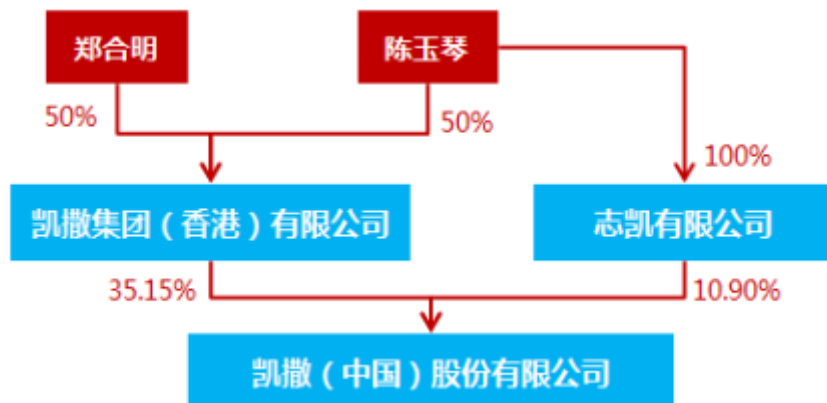 郑合明
陈玉琴
50%
50%
100%
凯撒集团（香港）有限公司
志凯有限公司
35.15%
10.90%
凯撒（中国）股份有限公司